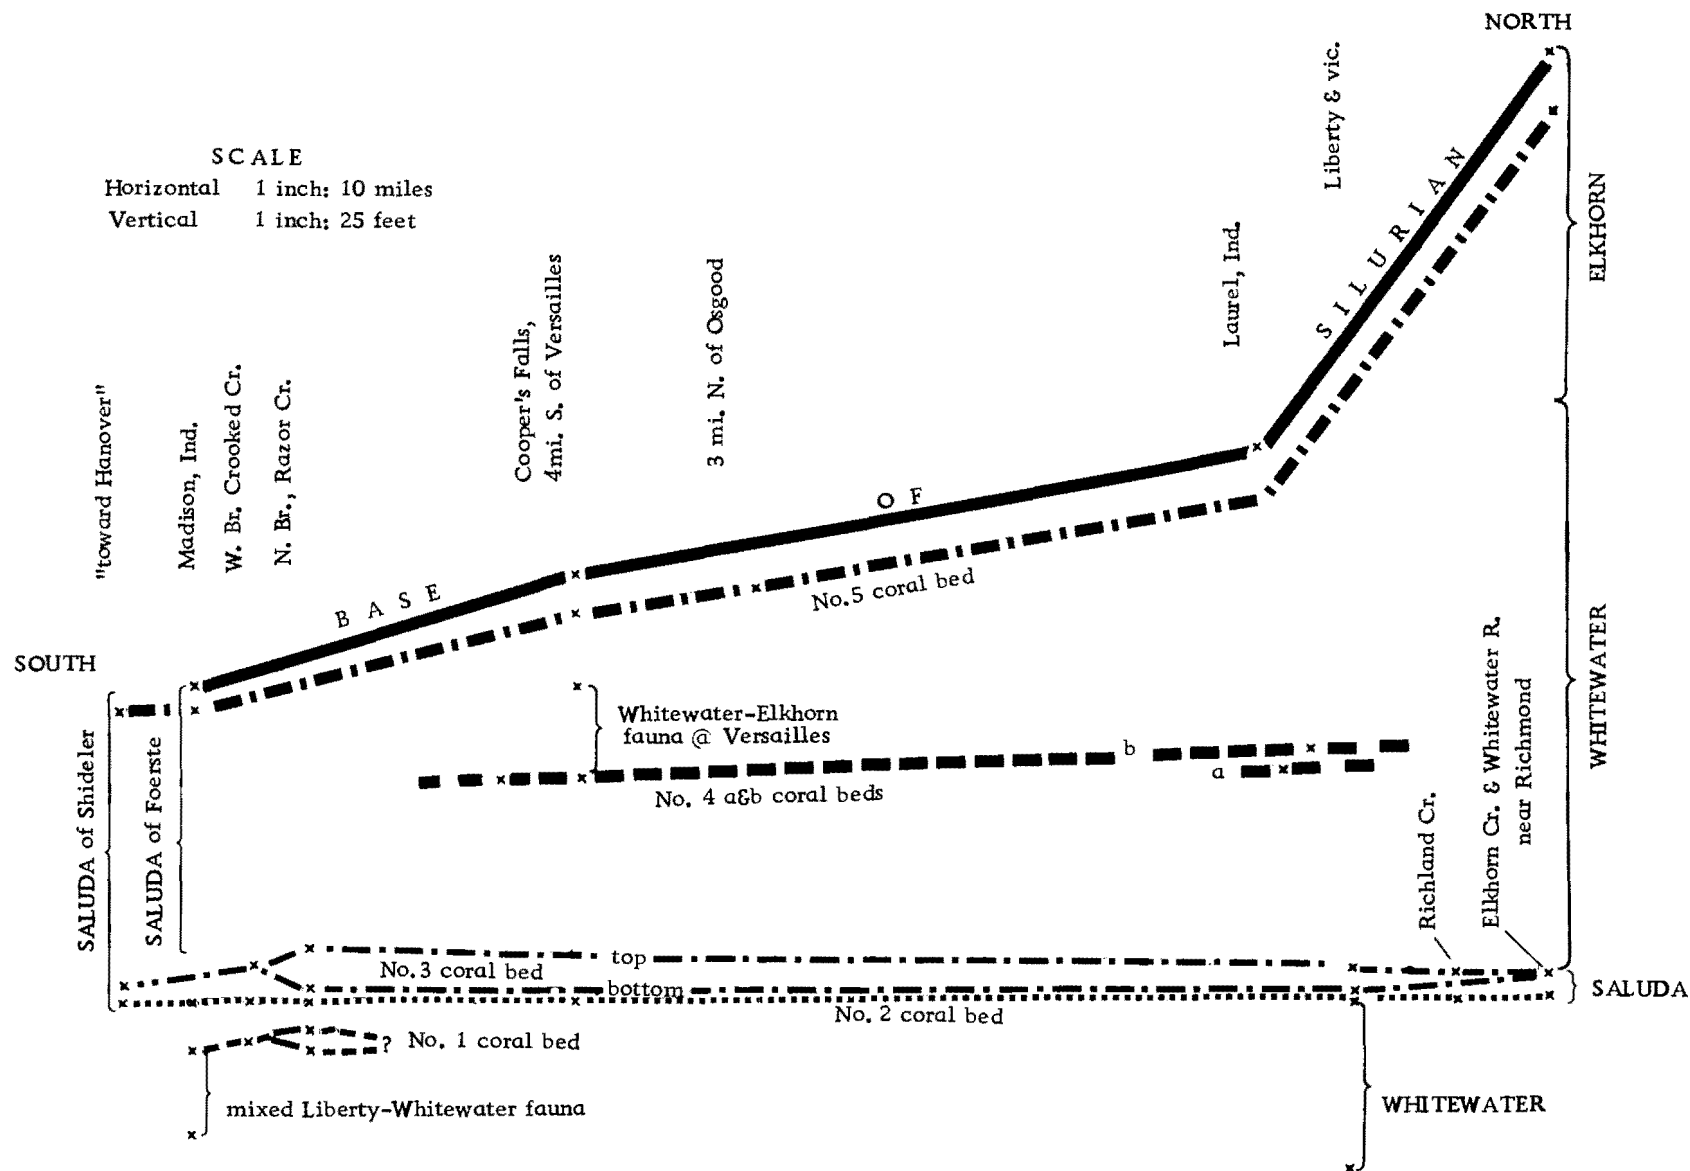 NORTH
SCALE
Horizontal 1 inch: 10 miles
Vertical 1 inch: 25 feet
"toward Hanover"
Madison, Ind.
W. Br. Crooked Cr.
N. Br., Razor Cr.
Cooper's Falls,
4mi. S. of Versailles
3 mi. N. of Osgood
Laurel, Ind.
Liberty & vic.
BASE OF SILURIAN
ELKHORN
No.5 coral bed
SOUTH
SALUDA of Shideler
SALUDA of Foerste
Whitewater-Elkhorn
fauna @ Versailles
b
a
No. 4 a&b coral beds
WHITEWATER
Richland Cr.
Elkhorn Cr. & Whitewater R.
near Richmond
top
No.3 coral bed
bottom
SALUDA
No. 2 coral bed
? No. 1 coral bed
mixed Liberty-Whitewater fauna
WHITEWATER